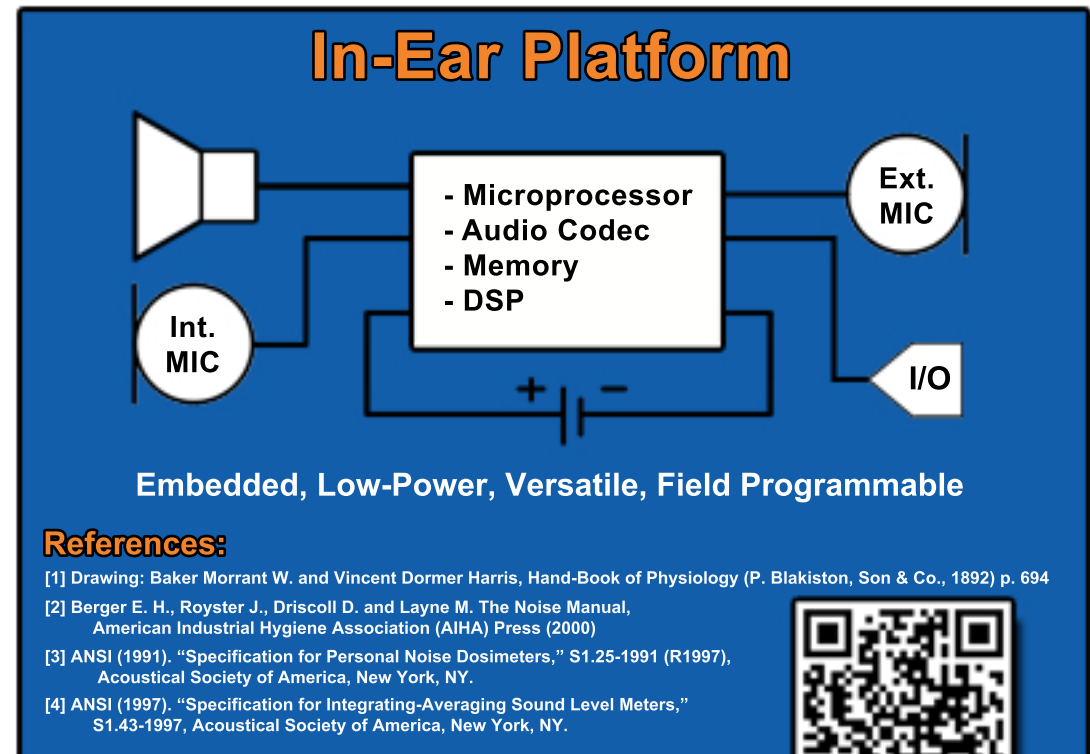 In-Ear Platform
- Microprocessor
- Audio Codec
- Memory
- DSP
Ext.
MIC
Int.
MIC
I/O
+ −
Embedded, Low-Power, Versatile, Field Programmable
References:
[1] Drawing: Baker Morrant W. and Vincent Dormer Harris, Hand-Book of Physiology (P. Blakiston, Son & Co., 1892) p. 694
[2] Berger E. H., Royster J., Driscoll D. and Layne M. The Noise Manual,
American Industrial Hygiene Association (AIHA) Press (2000)
[3] ANSI (1991). “Specification for Personal Noise Dosimeters,” S1.25-1991 (R1997),
Acoustical Society of America, New York, NY.
[4] ANSI (1997). “Specification for Integrating-Averaging Sound Level Meters,”
S1.43-1997, Acoustical Society of America, New York, NY.